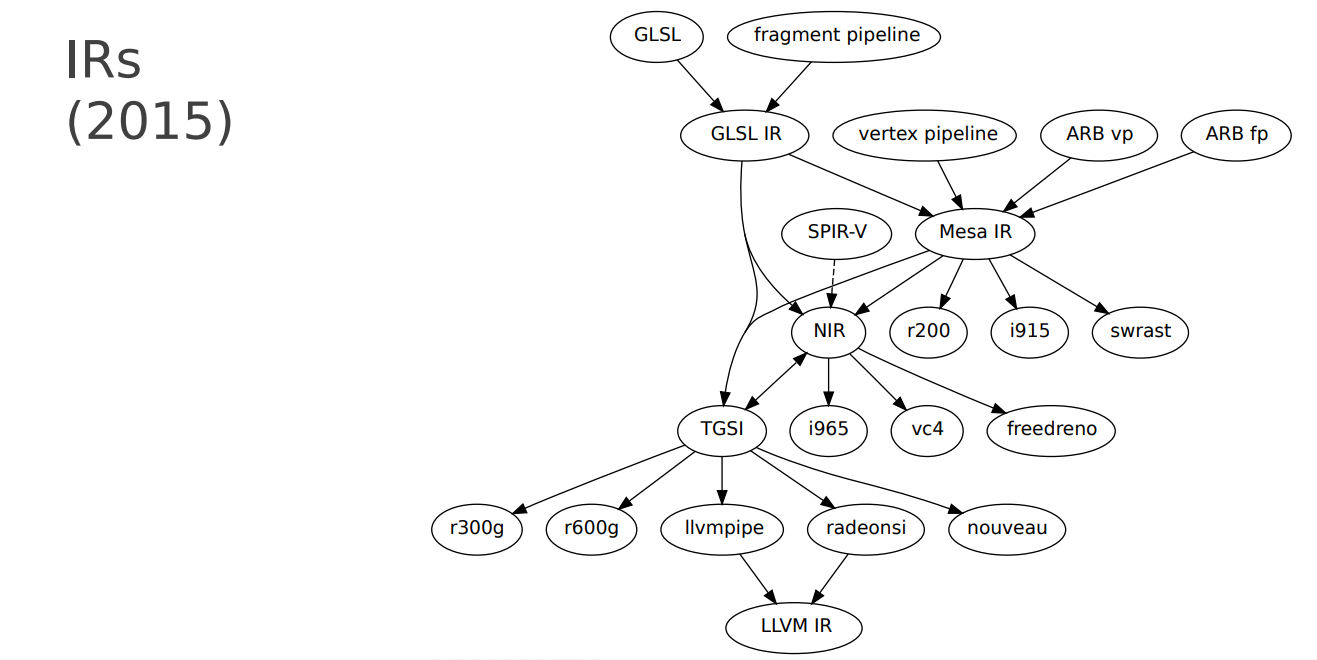 IRs
(2015)
GLSL
fragment pipeline
GLSL IR
vertex pipeline
ARB vp
ARB fp
SPIR-V
Mesa IR
NIR
r200
i915
swrast
TGSI
i965
vc4
freedreno
r300g
r600g
llvmpipe
radeonsi
nouveau
LLVM IR